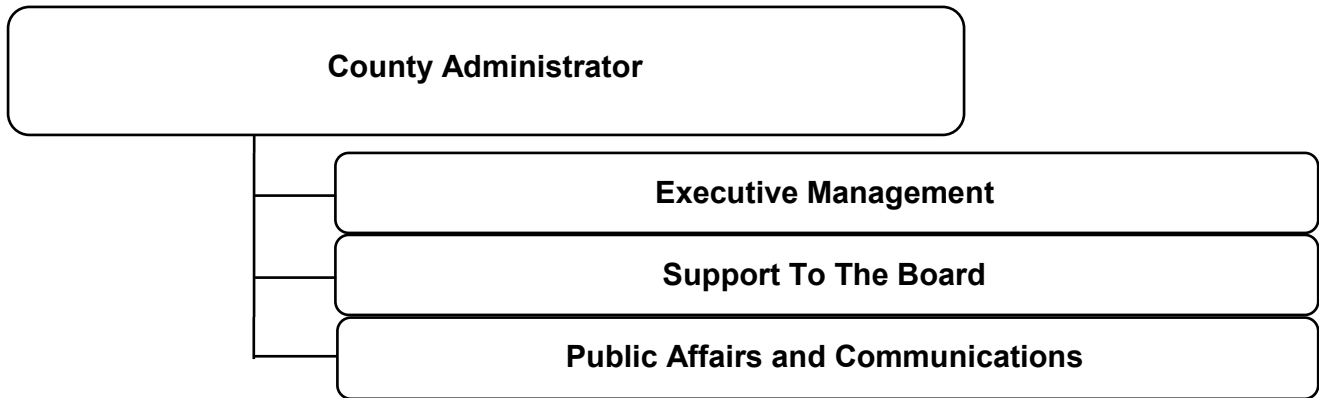 County Administrator
Executive Management
Support To The Board
Public Affairs and Communications